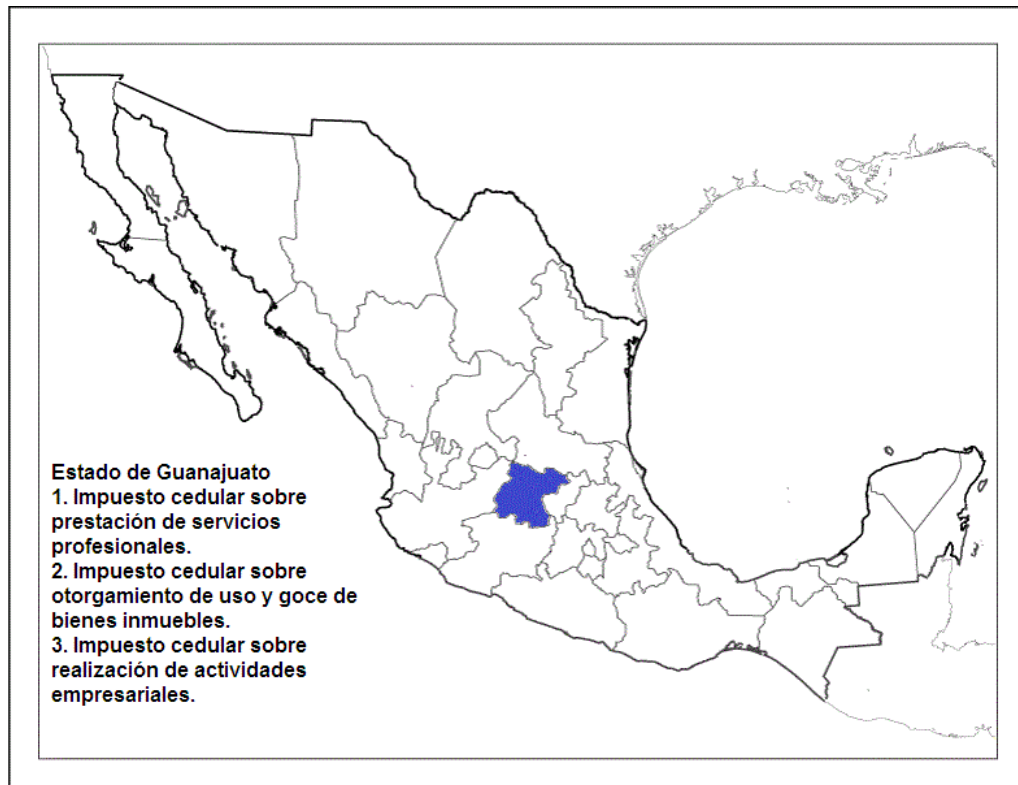 Estado de Guanajuato
1. Impuesto cedular sobre
prestación de servicios
profesionales.
2. Impuesto cedular sobre
otorgamiento de uso y goce de
bienes inmuebles.
3. Impuesto cedular sobre
realización de actividades
empresariales.